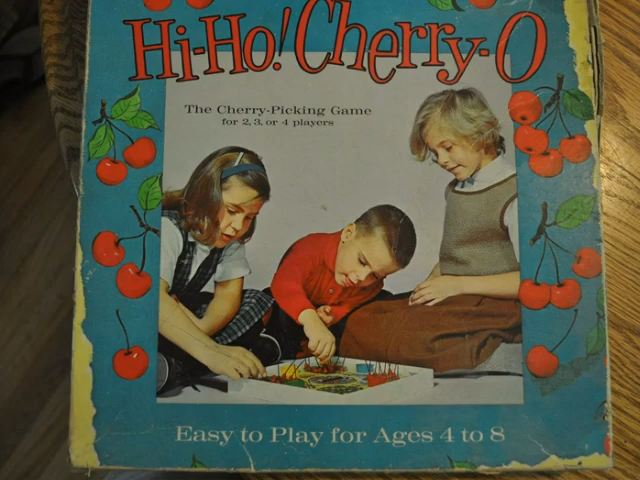 Hi-Ho! Cherry-O
The Cherry-Picking Game
for 2, 3, or 4 players
Easy to Play for Ages 4 to 8